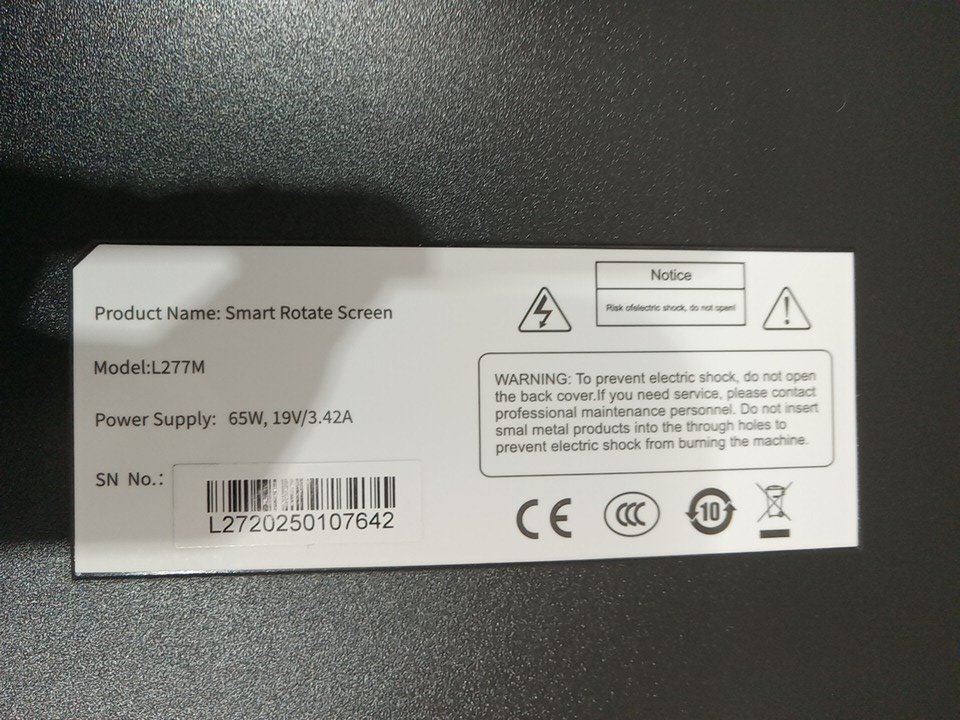 Product Name: Smart Rotate Screen
Model:L277M
Power Supply: 65W, 19V/3.42A
SN No.:
L2720250107642
Notice
Risk ofelectric shock, do not open!
WARNING: To prevent electric shock, do not open
the back cover.If you need service, please contact
professional maintenance personnel. Do not insert
smal metal products into the through holes to
prevent electric shock from burning the machine.
CE
CCC
10